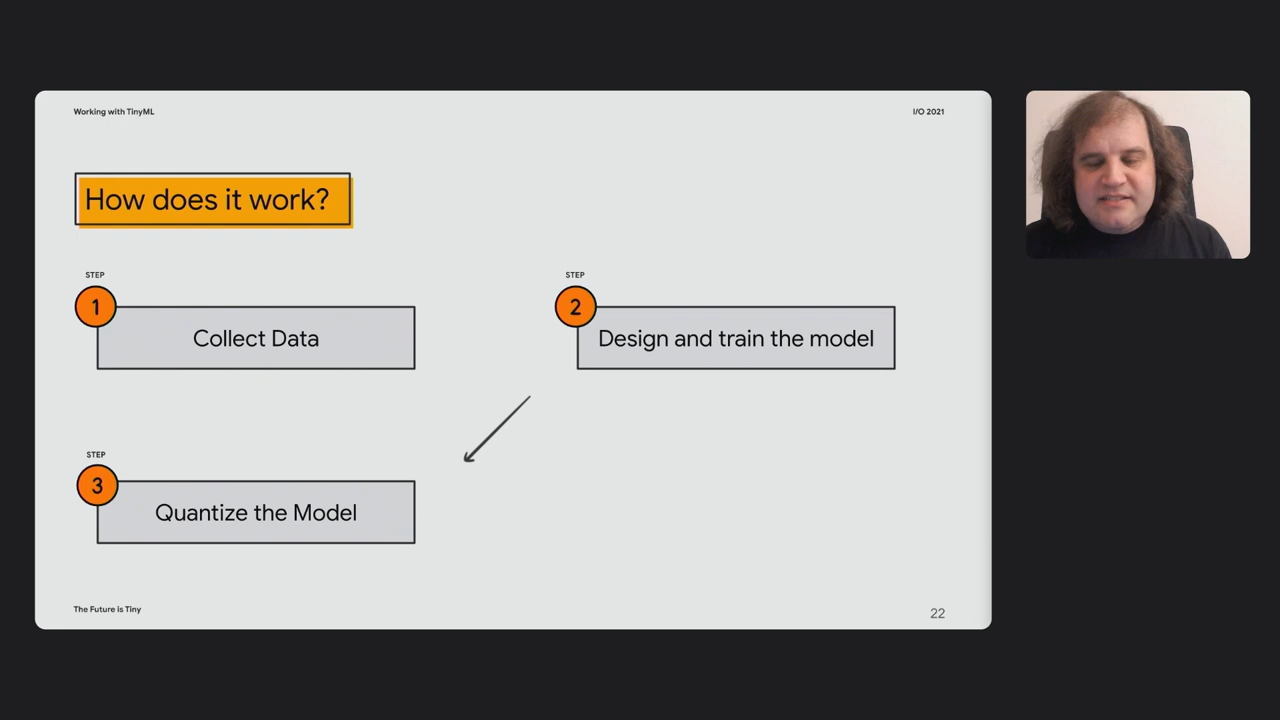 Working with TinyML
I/O 2021
How does it work?
STEP
1
Collect Data
STEP
2
Design and train the model
STEP
3
Quantize the Model
The Future is Tiny
22